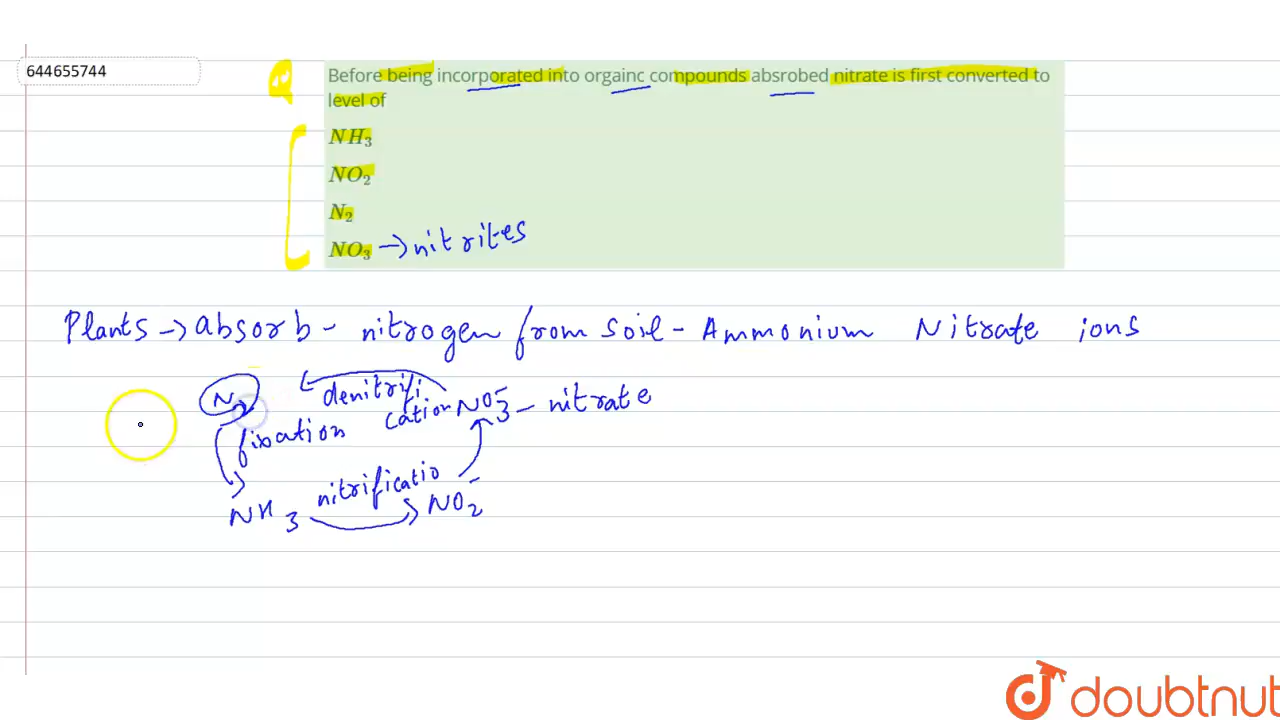 644655744
Before being incorporated into orgainc compounds absrobed nitrate is first converted to
level of
NH3
NO2
N2
NO3 → nitrites
Plants → absorb - nitrogen from soil - Ammonium Nitrate ions
N2 denitrifi
cation NO3- - nitrate
fixation
nitrificatio
NH3 NO2-
doubtnut